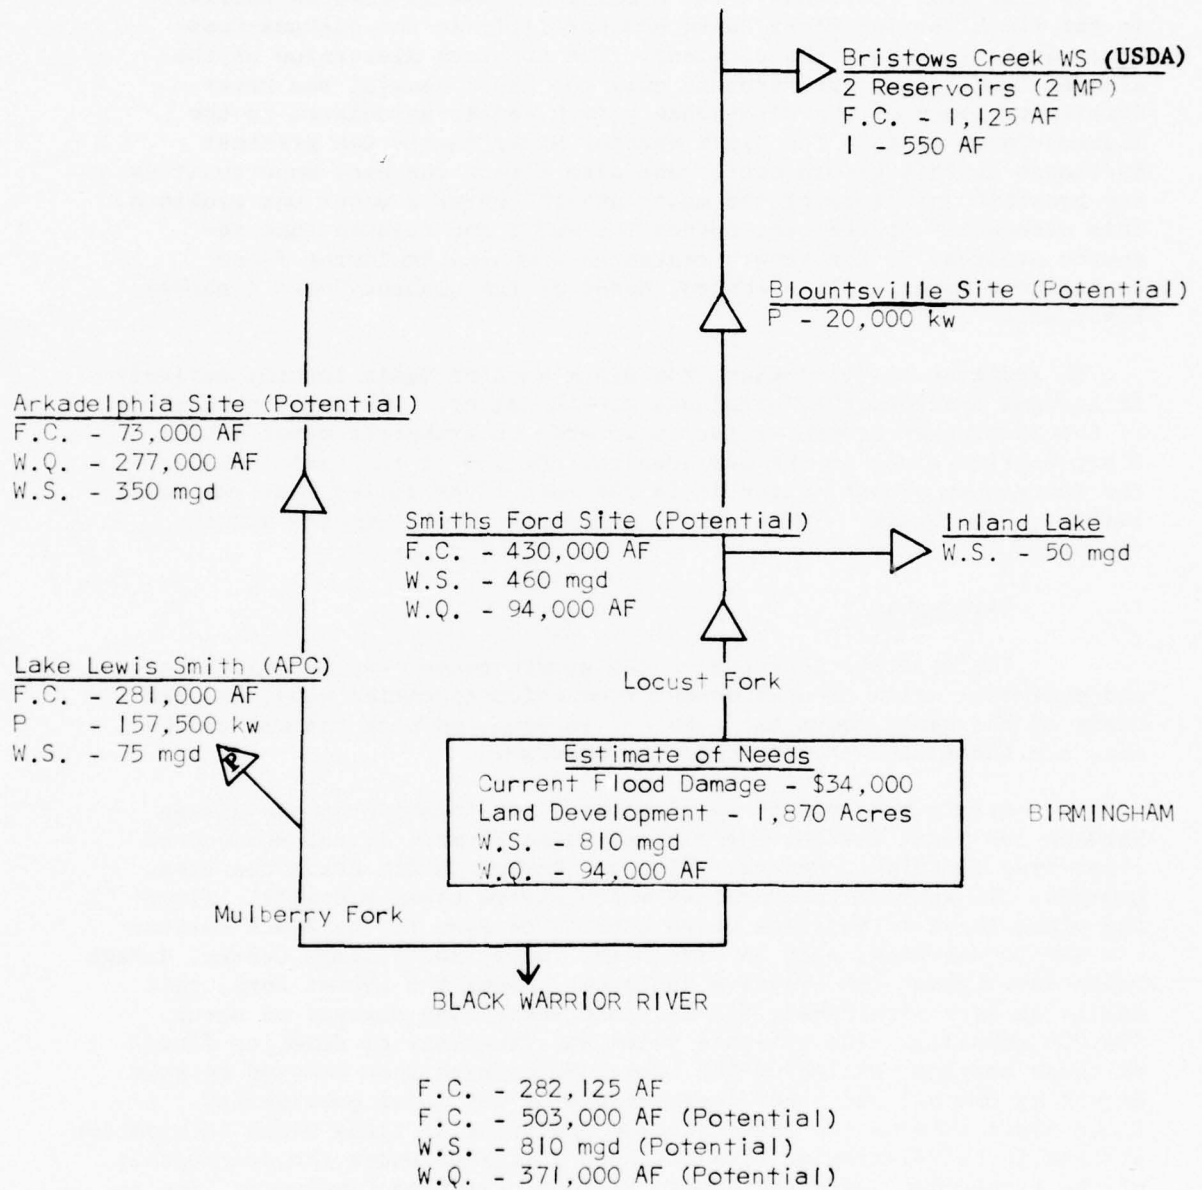 Bristows Creek WS (USDA)
2 Reservoirs (2 MP)
F.C. - 1,125 AF
I - 550 AF
Blountsville Site (Potential)
P - 20,000 kw
Arkadelphia Site (Potential)
F.C. - 73,000 AF
W.Q. - 277,000 AF
W.S. - 350 mgd
Smiths Ford Site (Potential)
F.C. - 430,000 AF
W.S. - 460 mgd
W.Q. - 94,000 AF
Inland Lake
W.S. - 50 mgd
Lake Lewis Smith (APC)
F.C. - 281,000 AF
P - 157,500 kw
W.S. - 75 mgd
P
Locust Fork
Estimate of Needs
Current Flood Damage - $34,000
Land Development - 1,870 Acres
W.S. - 810 mgd
W.Q. - 94,000 AF
BIRMINGHAM
Mulberry Fork
BLACK WARRIOR RIVER
F.C. - 282,125 AF
F.C. - 503,000 AF (Potential)
W.S. - 810 mgd (Potential)
W.Q. - 371,000 AF (Potential)